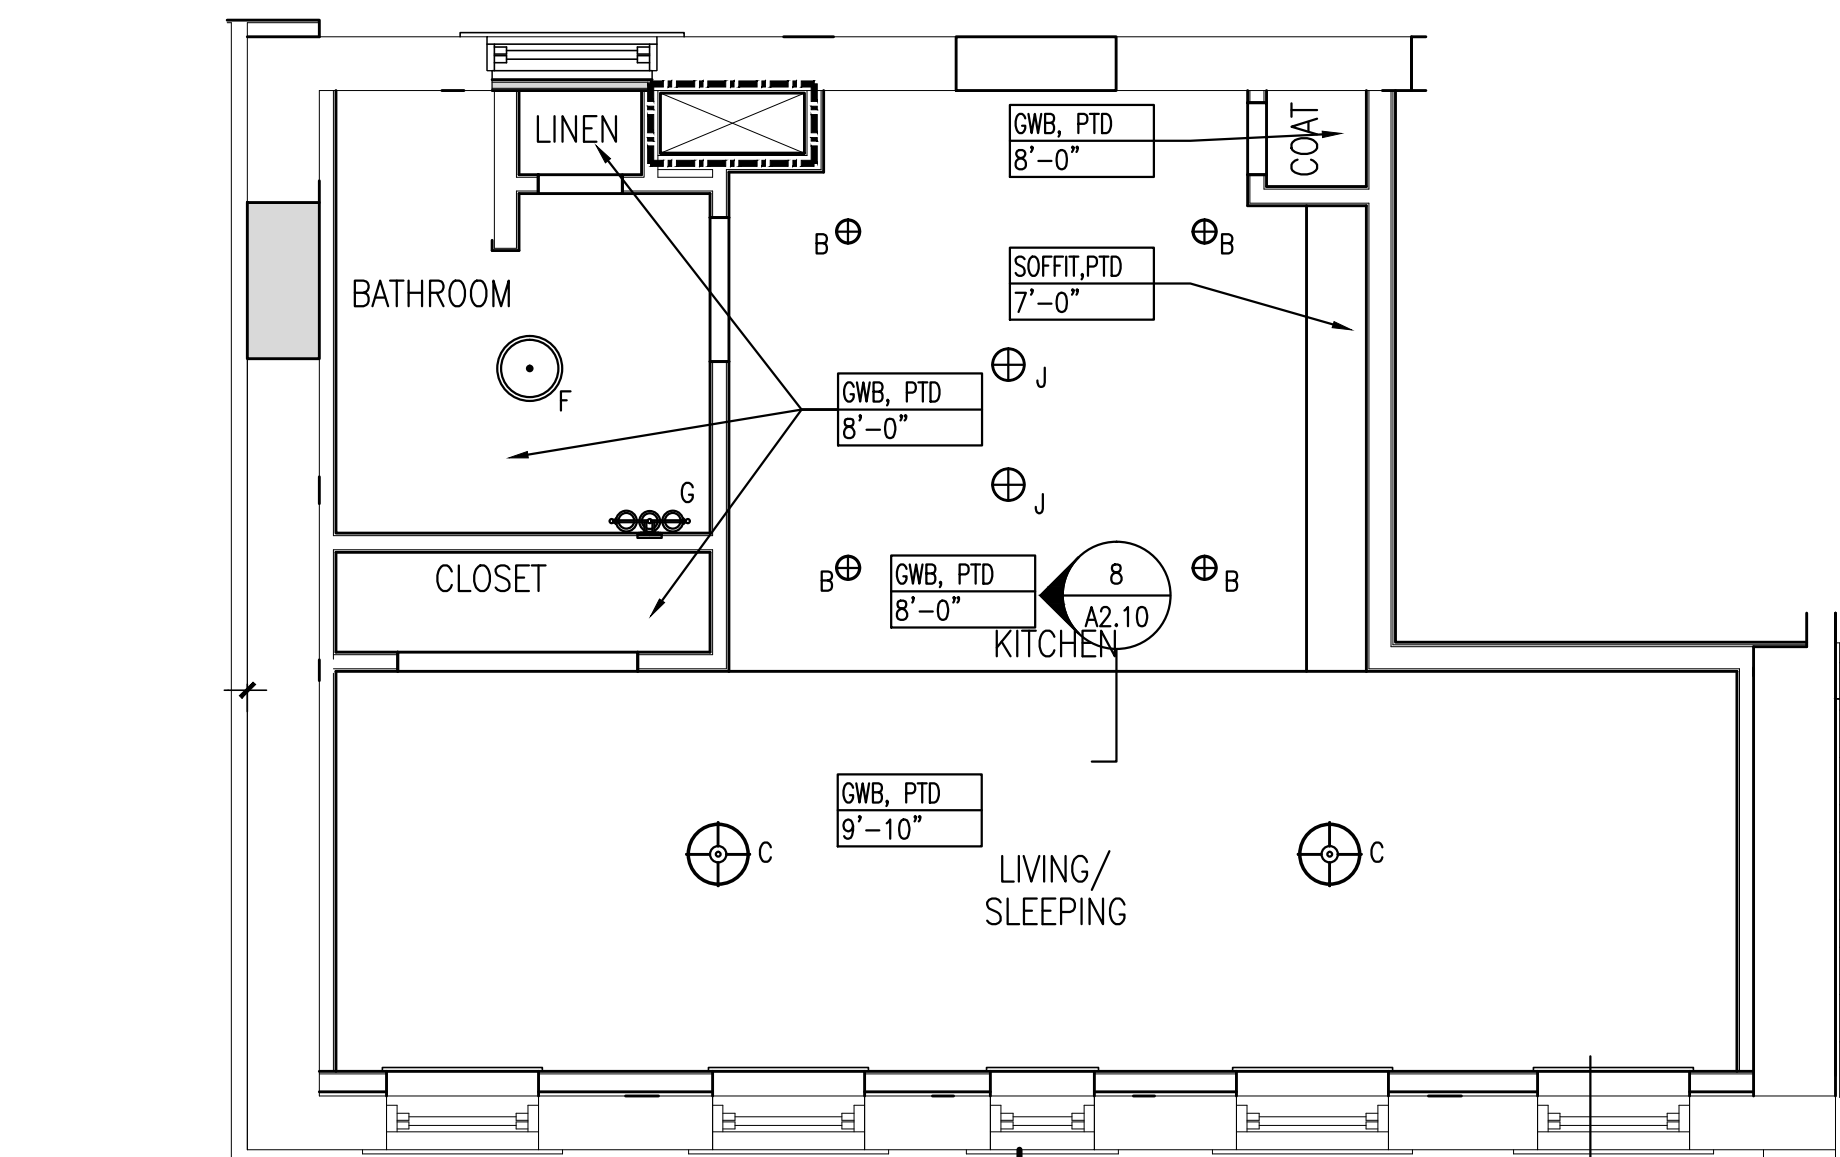 LINEN
GWB, PTD
8'-0"
COAT
B
B
SOFFIT,PTD
7'-0"
BATHROOM
J
F
GWB, PTD
8'-0"
G
J
CLOSET
B
GWB, PTD
8'-0"
8
A2.10
B
KITCHEN
GWB, PTD
9'-10"
C
C
LIVING/
SLEEPING